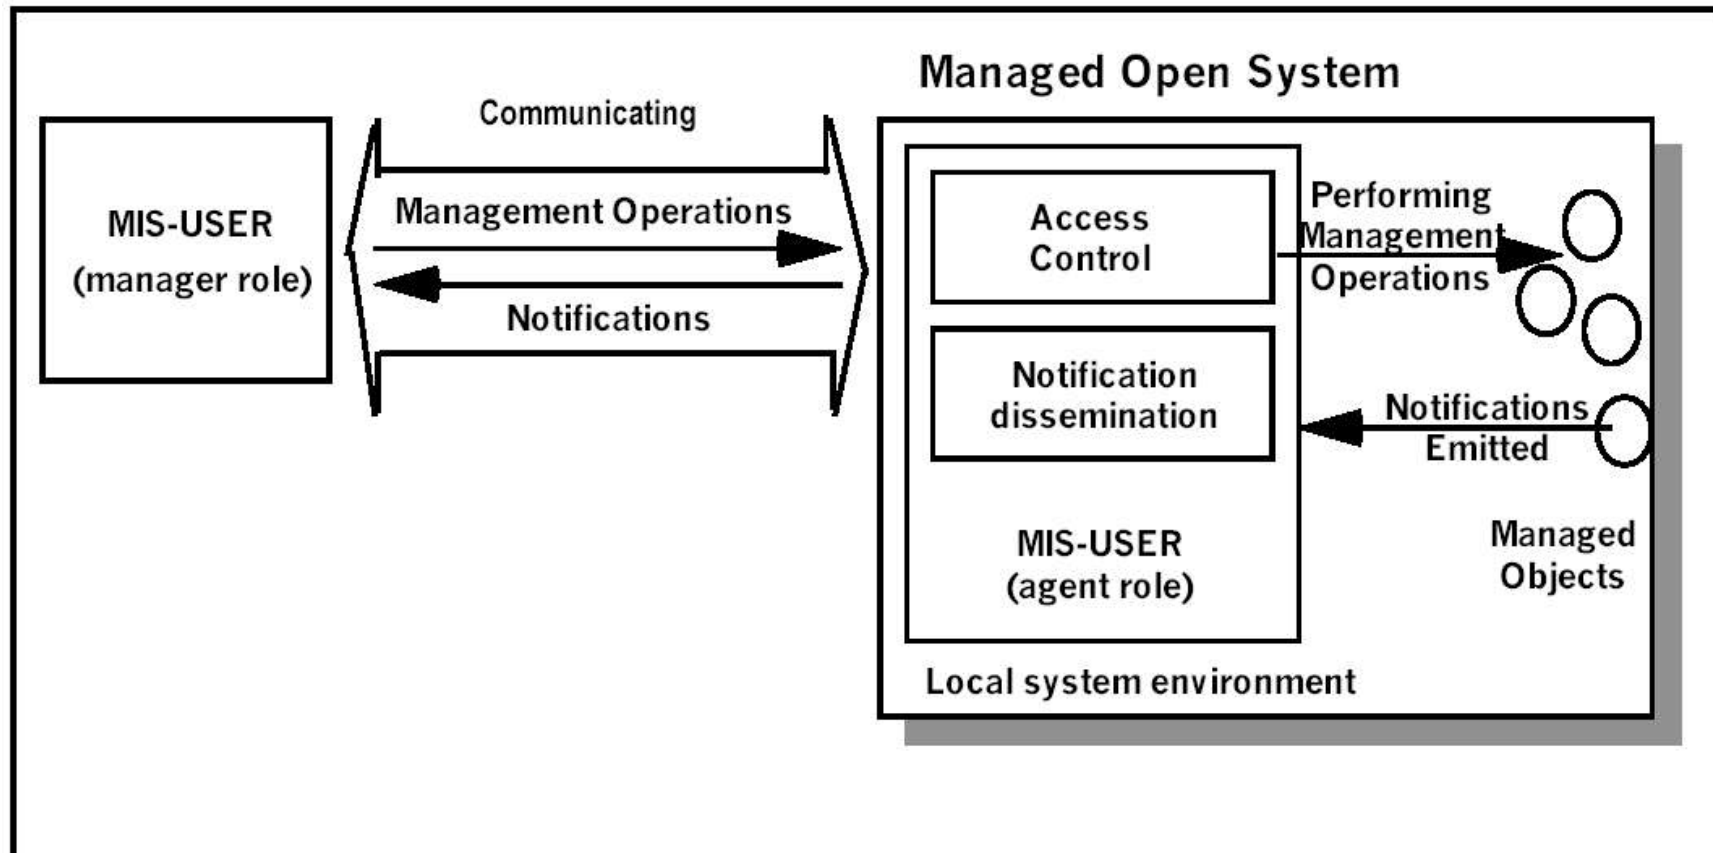 Managed Open System
Communicating
MIS-USER
(manager role)
Management Operations
Notifications
Access
Control
Performing
Management
Operations
Notification
dissemination
Notifications
Emitted
MIS-USER
(agent role)
Managed
Objects
Local system environment